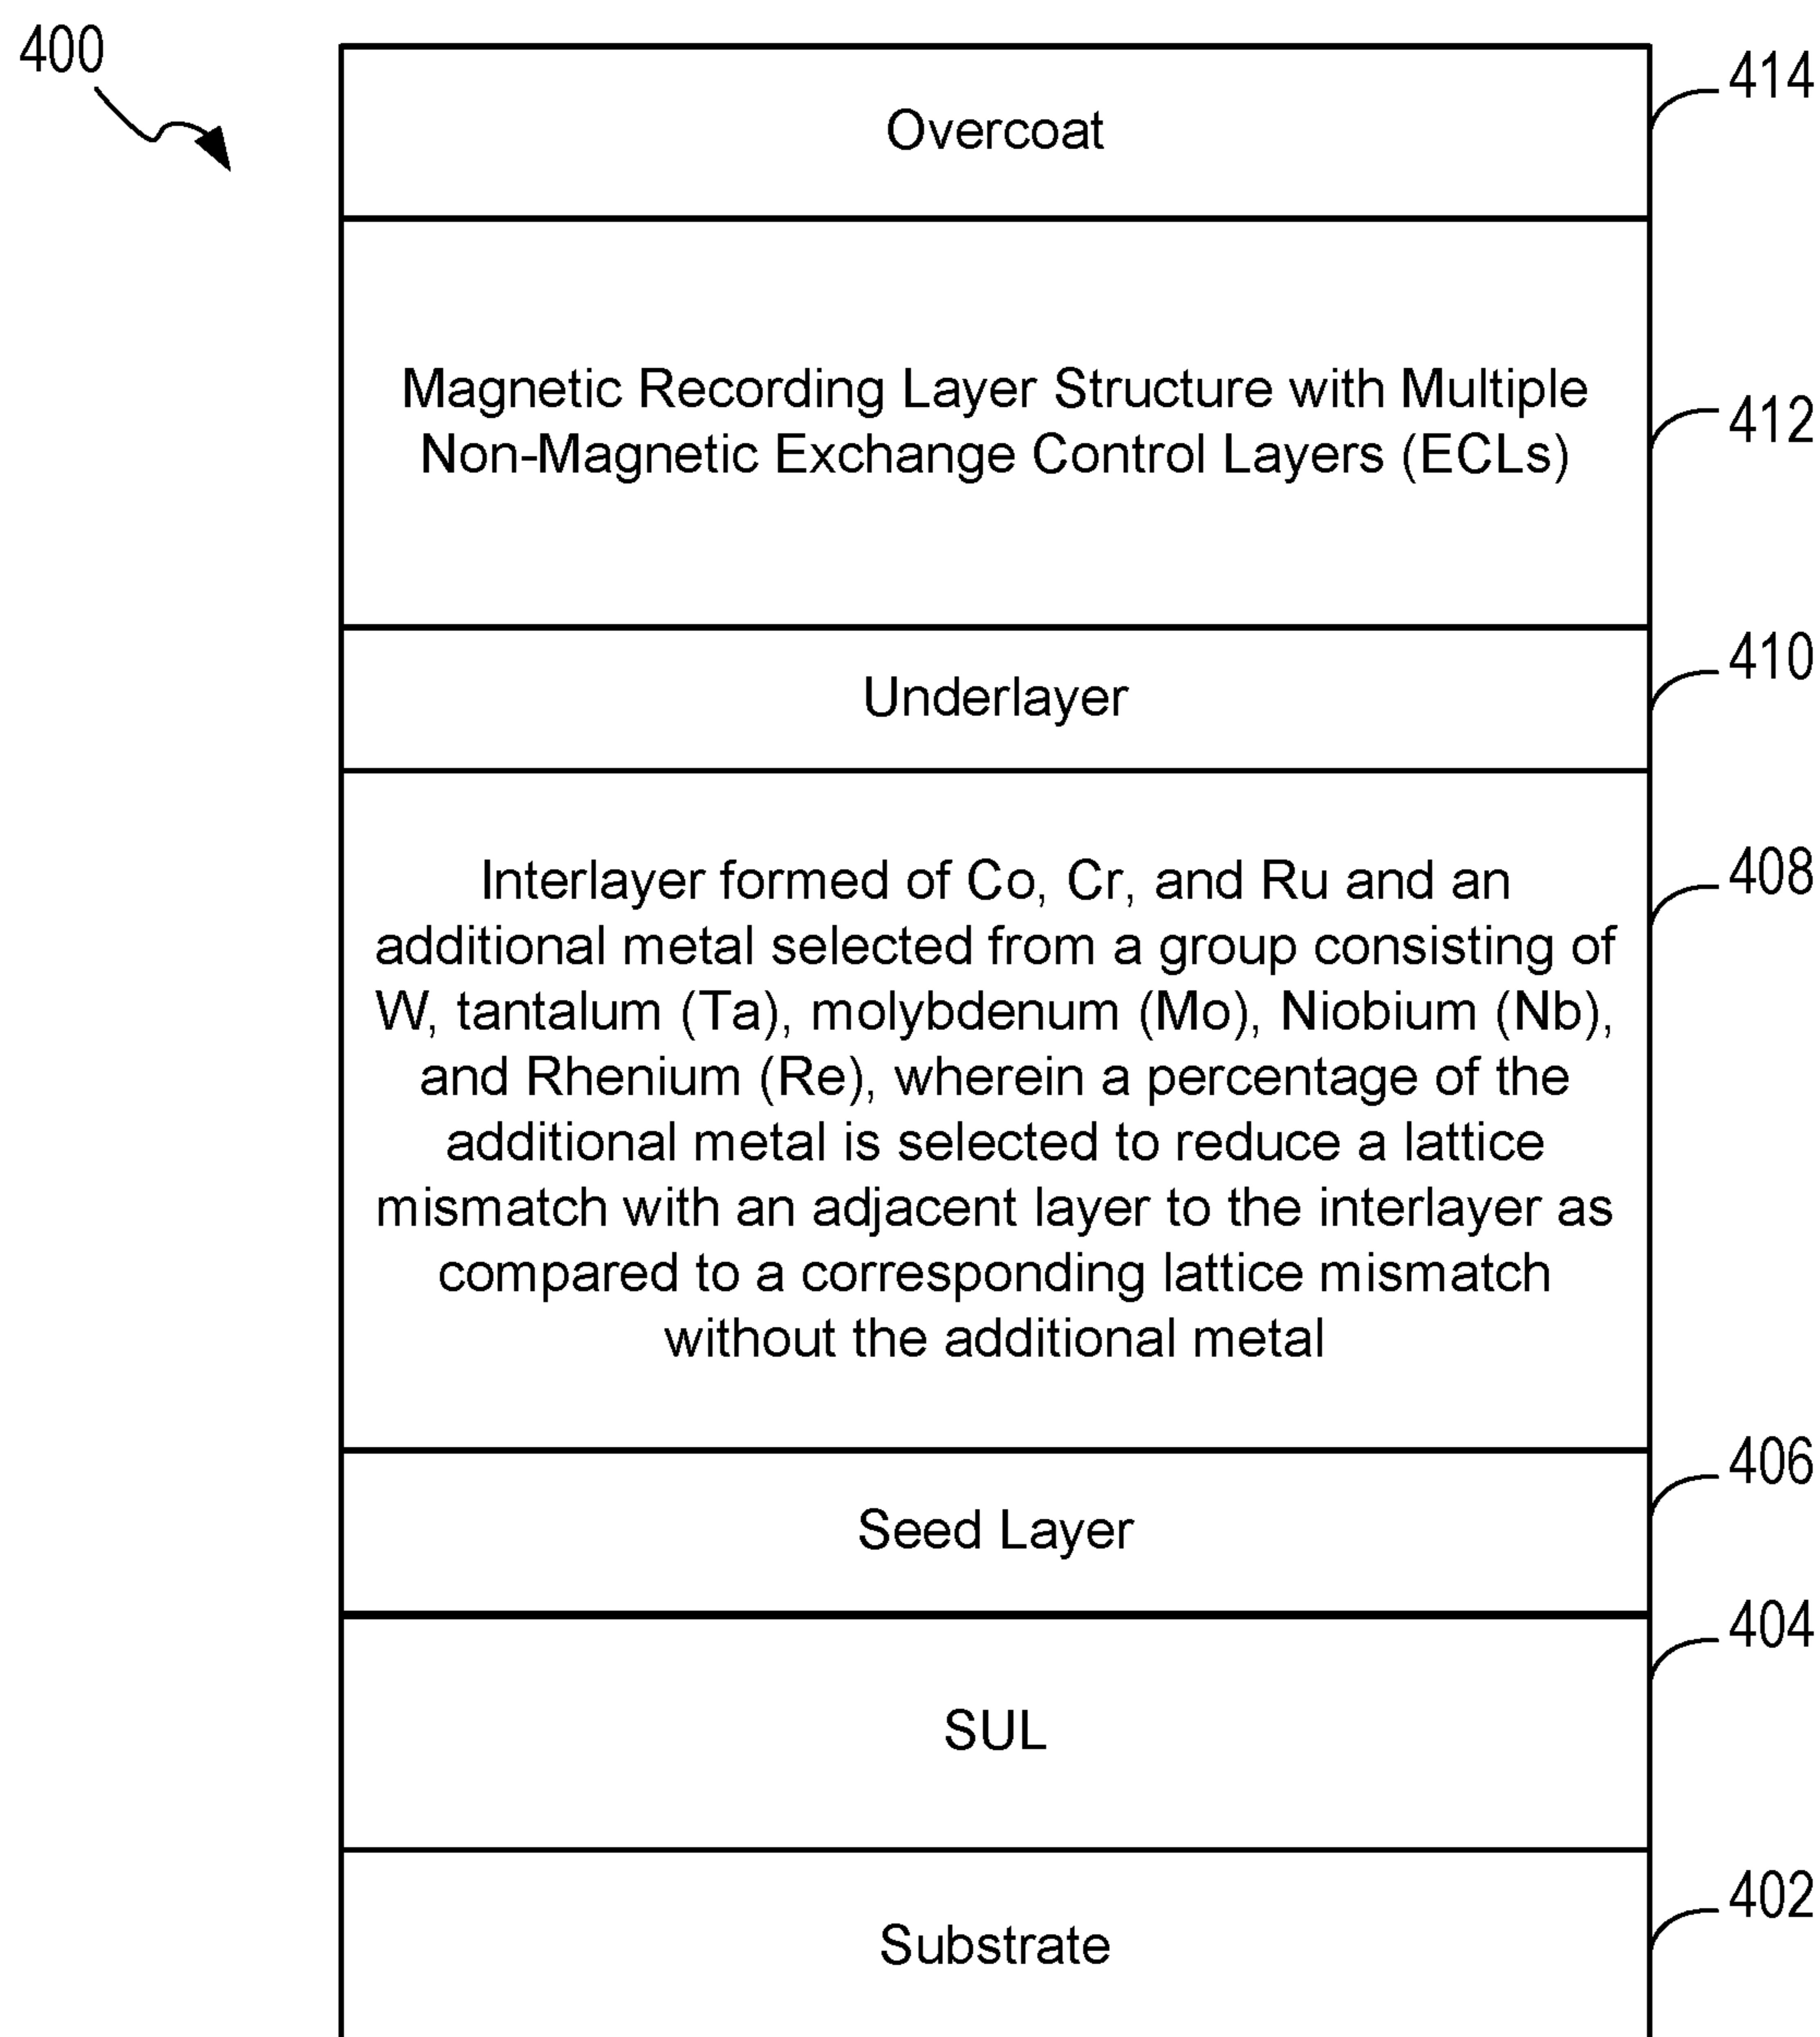 400
414
Overcoat
Magnetic Recording Layer Structure with Multiple
Non-Magnetic Exchange Control Layers (ECLs)
412
410
Underlayer
408
Interlayer formed of Co, Cr, and Ru and an
additional metal selected from a group consisting of
W, tantalum (Ta), molybdenum (Mo), Niobium (Nb),
and Rhenium (Re), wherein a percentage of the
additional metal is selected to reduce a lattice
mismatch with an adjacent layer to the interlayer as
compared to a corresponding lattice mismatch
without the additional metal
406
Seed Layer
404
SUL
402
Substrate